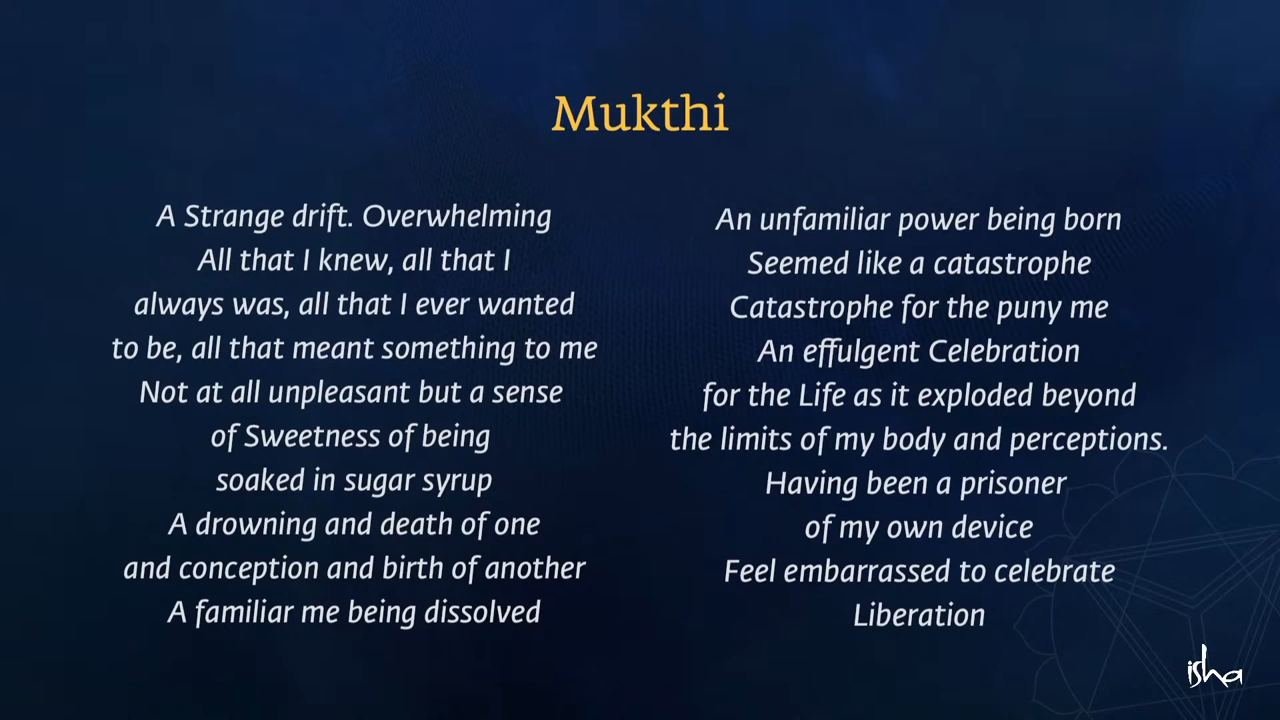 Mukthi
A Strange drift. Overwhelming
All that I knew, all that I
always was, all that I ever wanted
to be, all that meant something to me
Not at all unpleasant but a sense
of Sweetness of being
soaked in sugar syrup
A drowning and death of one
and conception and birth of another
A familiar me being dissolved
An unfamiliar power being born
Seemed like a catastrophe
Catastrophe for the puny me
An effulgent Celebration
for the Life as it exploded beyond
the limits of my body and perceptions.
Having been a prisoner
of my own device
Feel embarrassed to celebrate
Liberation
isha